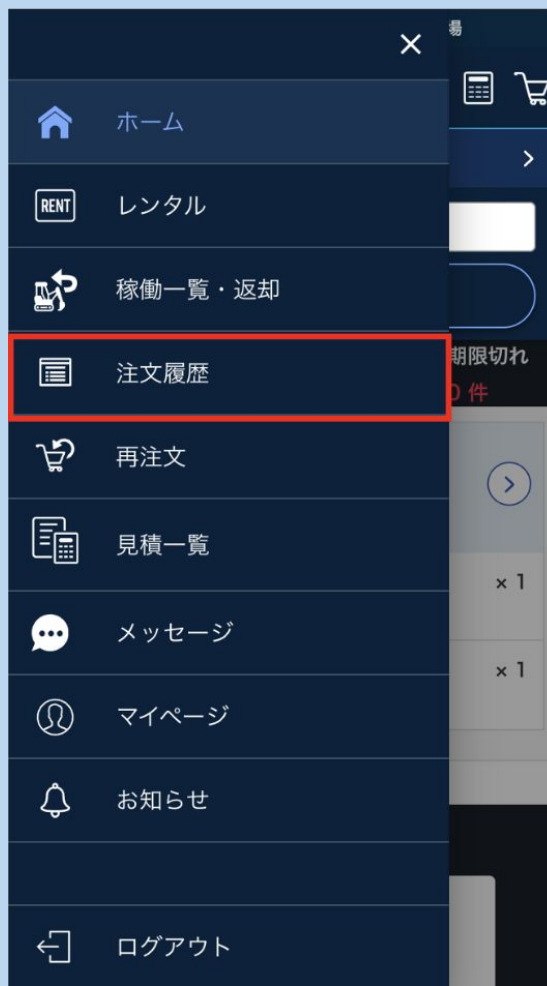 場
×
ホーム
RENT
レンタル
稼働一覧・返却
注文履歴
期限切れ
0 件
再注文
見積一覧
× 1
メッセージ
× 1
マイページ
お知らせ
ログアウト